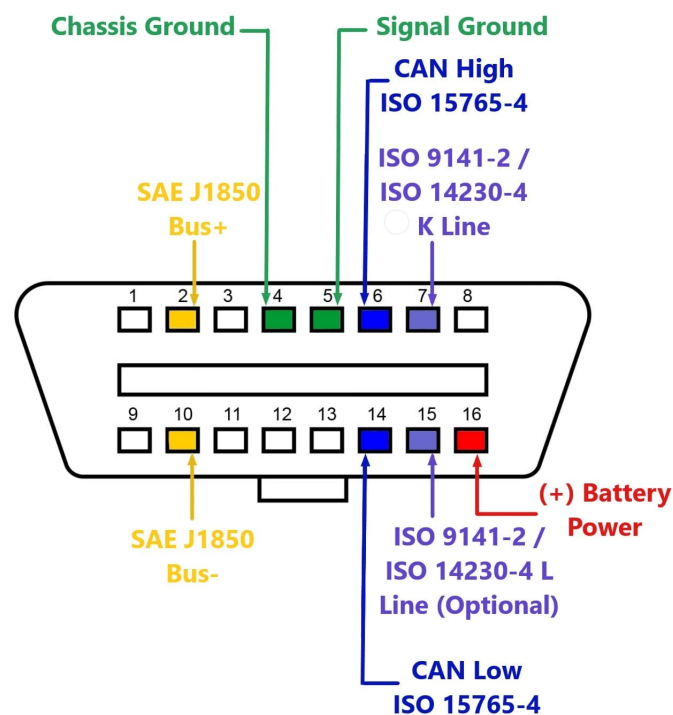 Chassis Ground
Signal Ground
CAN High
ISO 15765-4
ISO 9141-2 /
ISO 14230-4
K Line
SAE J1850
Bus+
1 2 3 4 5 6 7 8
9 10 11 12 13 14 15 16
(+) Battery
Power
SAE J1850
Bus-
ISO 9141-2 /
ISO 14230-4 L
Line (Optional)
CAN Low
ISO 15765-4